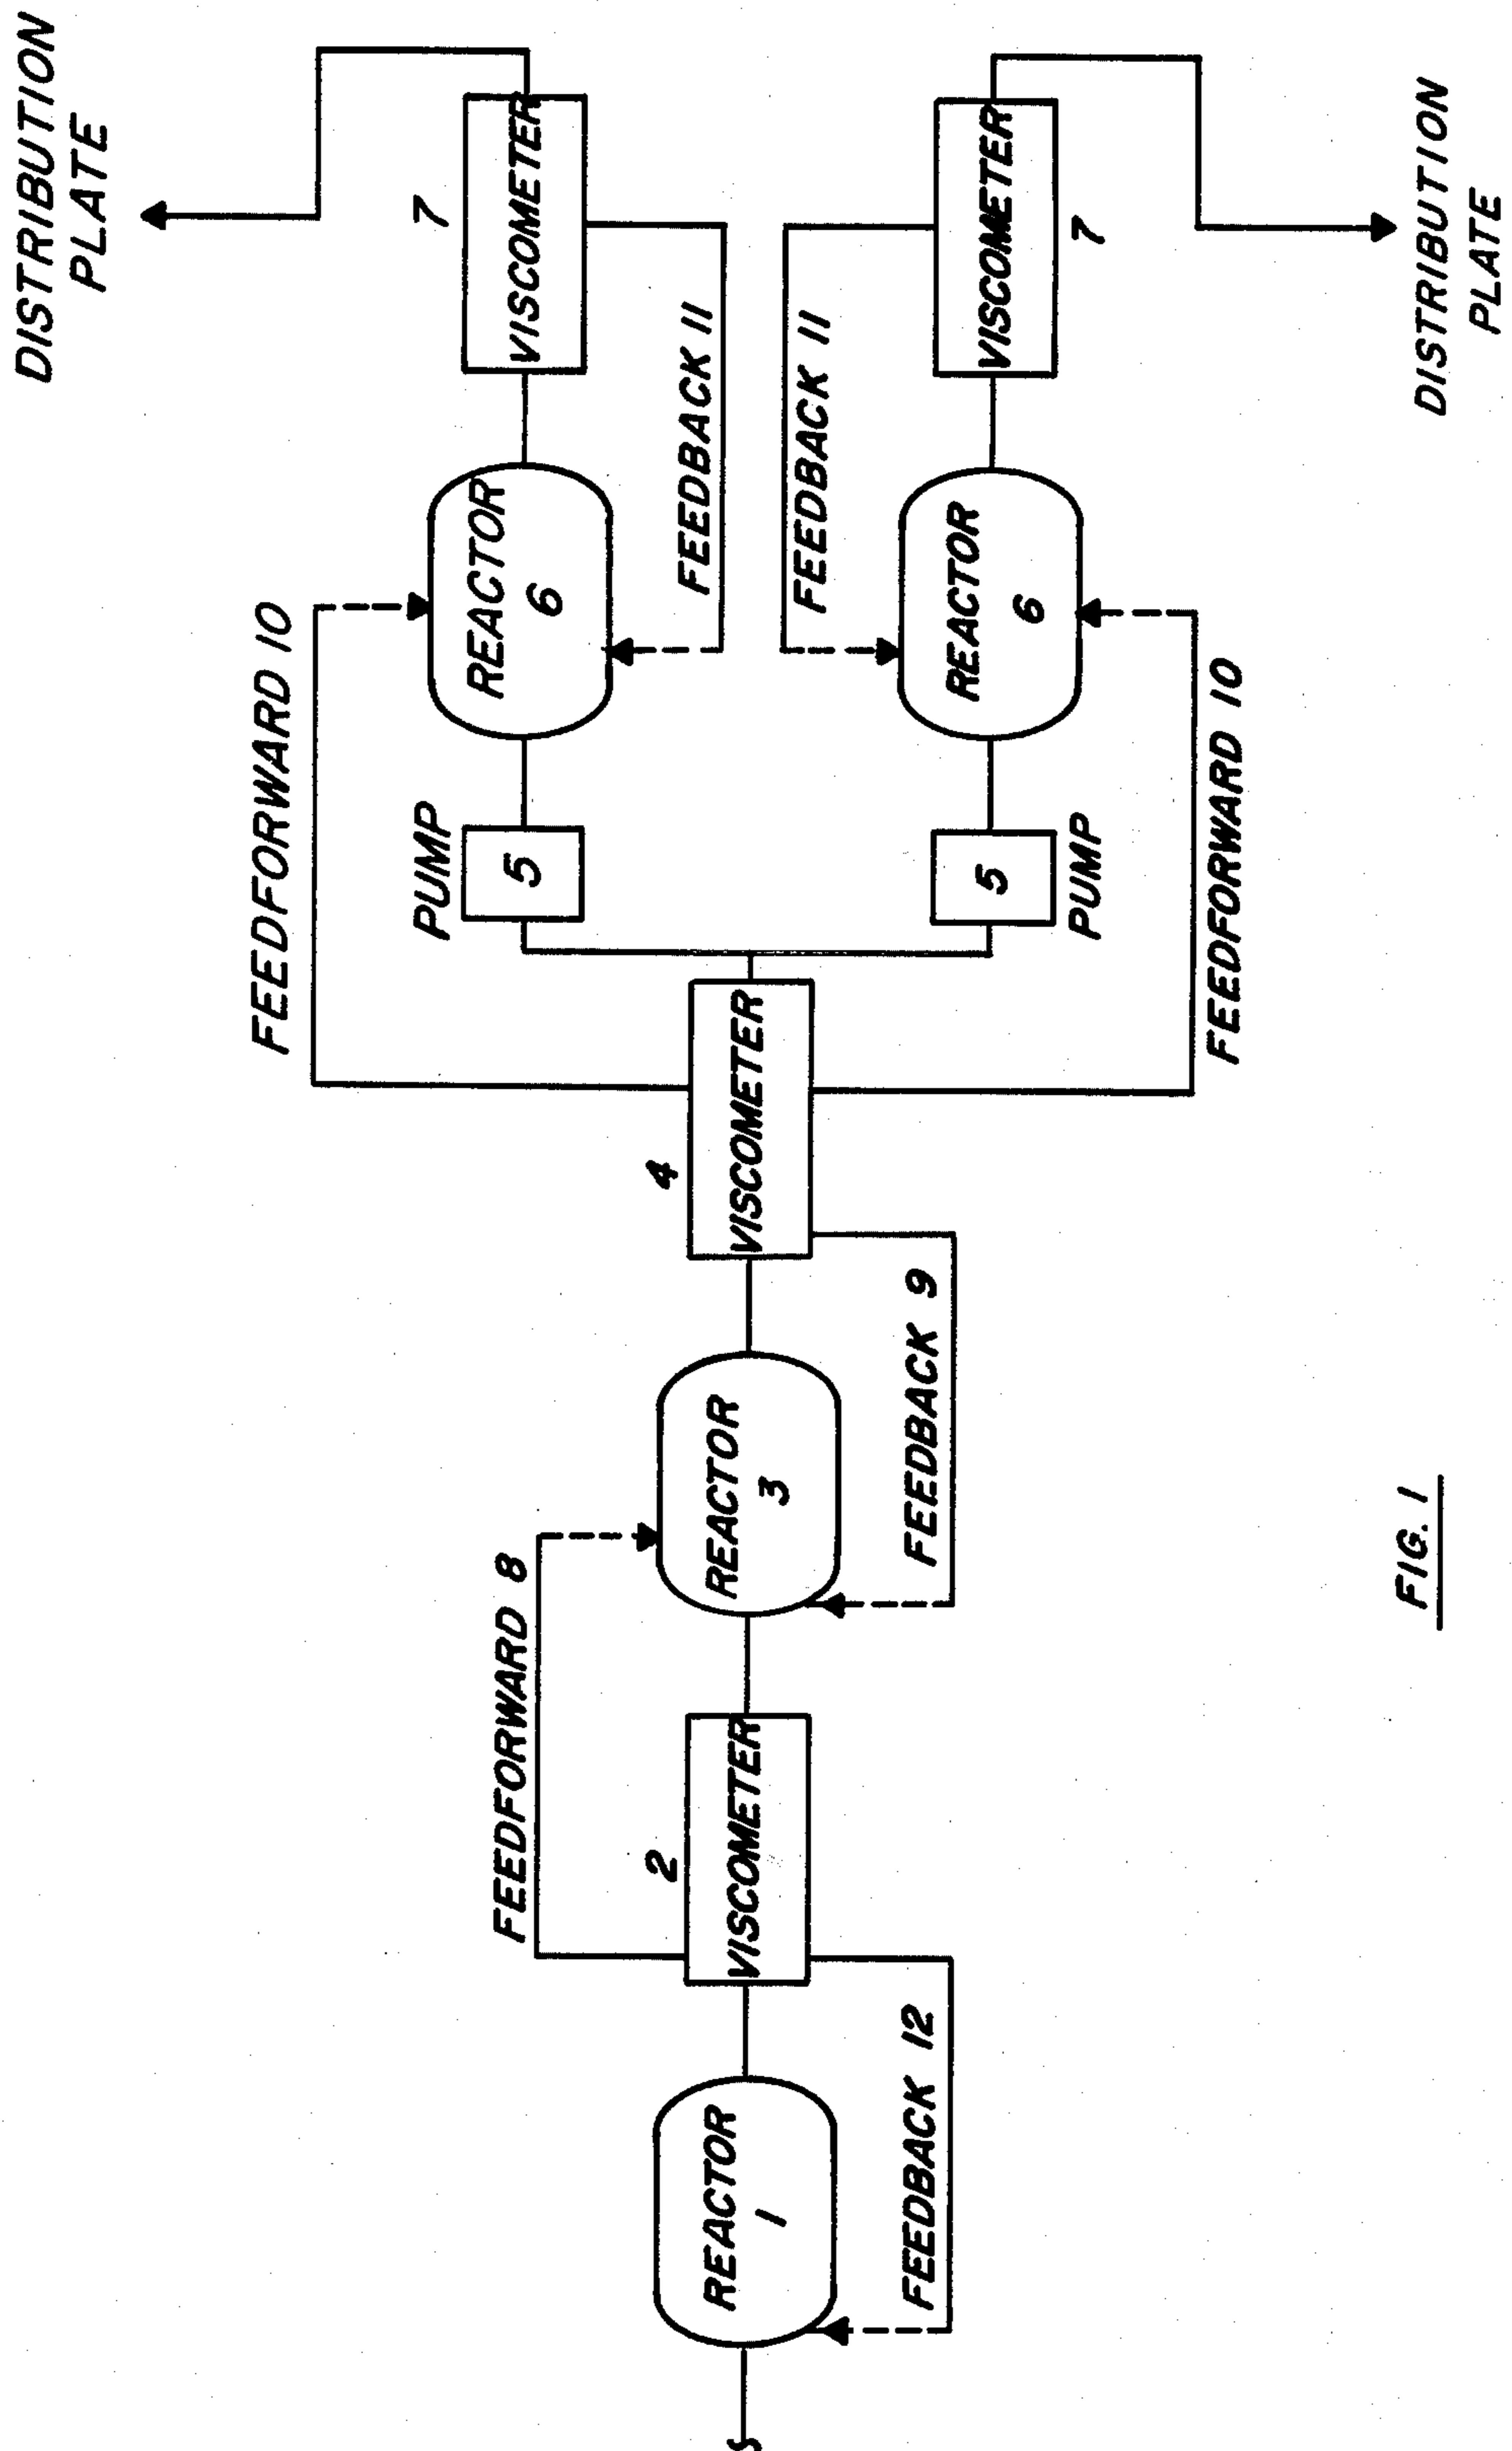 DISTRIBUTION
PLATE
7
VISCOMETER
FEEDBACK 11
REACTOR
6
FEEDFORWARD 10
PUMP
5
FEEDBACK 11
VISCOMETER
7
DISTRIBUTION
PLATE
REACTOR
6
5
PUMP
FEEDFORWARD 10
4
VISCOMETER
FEEDBACK 9
REACTOR
3
FEEDFORWARD 8
2
VISCOMETER
REACTOR
1
FEEDBACK 12
FIG. 1